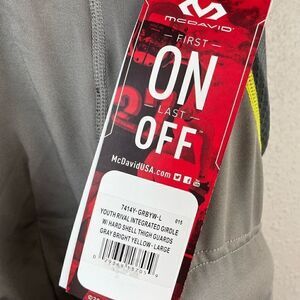 McDAVID
FIRST
ON
LAST
OFF
McDavidUSA.com
7414Y-GRBYW-L
015
YOUTH RIVAL INTEGRATED GIRDLE
W/ HARD SHELL THIGH GUARDS
GRAY BRIGHT YELLOW - LARGE